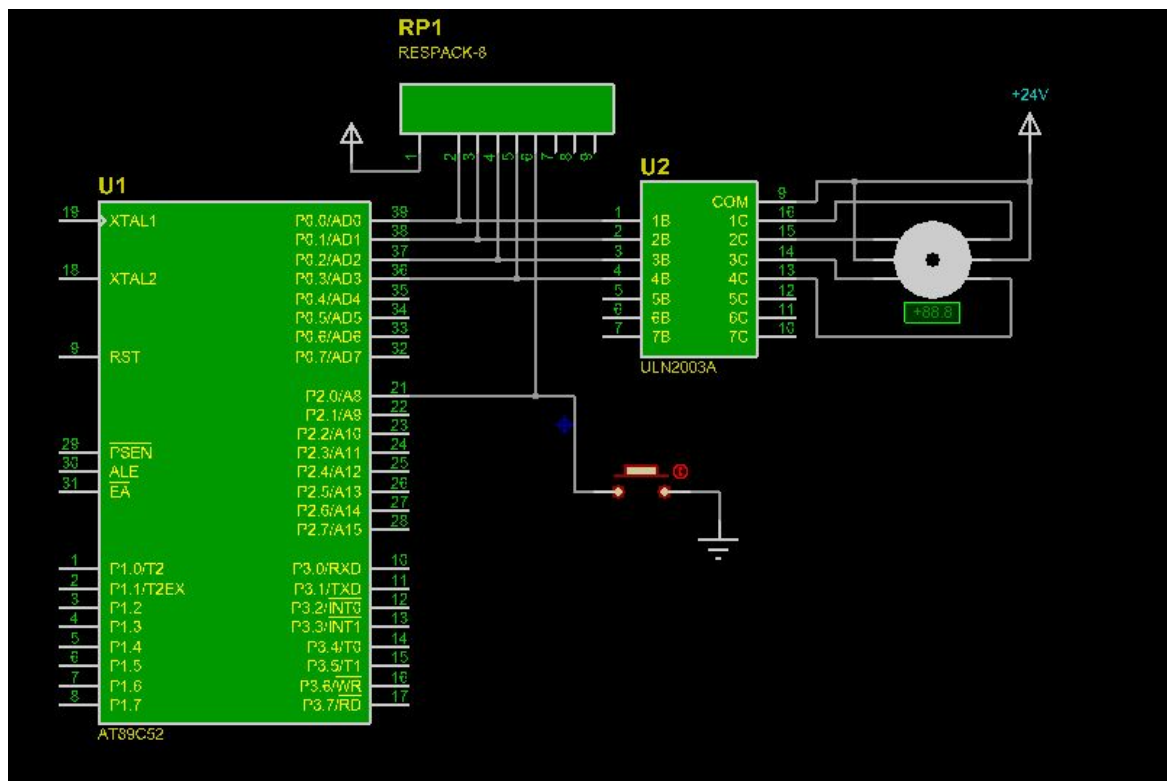 RP1
RESPACK-8
+24V
1 2 3 4 5 6 7 8 9
U1
U2
19 XTAL1 P0.0/AD0 39
P0.1/AD1 38
P0.2/AD2 37
18 XTAL2 P0.3/AD3 36
P0.4/AD4 35
P0.5/AD5 34
P0.6/AD6 33
9 RST P0.7/AD7 32
P2.0/A8 21
P2.1/A9 22
P2.2/A10 23
29 PSEN P2.3/A11 24
30 ALE P2.4/A12 25
31 EA P2.5/A13 26
P2.6/A14 27
P2.7/A15 28
1 P1.0/T2 P3.0/RXD 10
2 P1.1/T2EX P3.1/TXD 11
3 P1.2 P3.2/INT0 12
4 P1.3 P3.3/INT1 13
5 P1.4 P3.4/T0 14
6 P1.5 P3.5/T1 15
7 P1.6 P3.6/WR 16
8 P1.7 P3.7/RD 17
AT89C52
COM 9
1 1B 1C 16
2 2B 2C 15
3 3B 3C 14
4 4B 4C 13
5 5B 5C 12
6 6B 6C 11
7 7B 7C 10
ULN2003A
+88.8